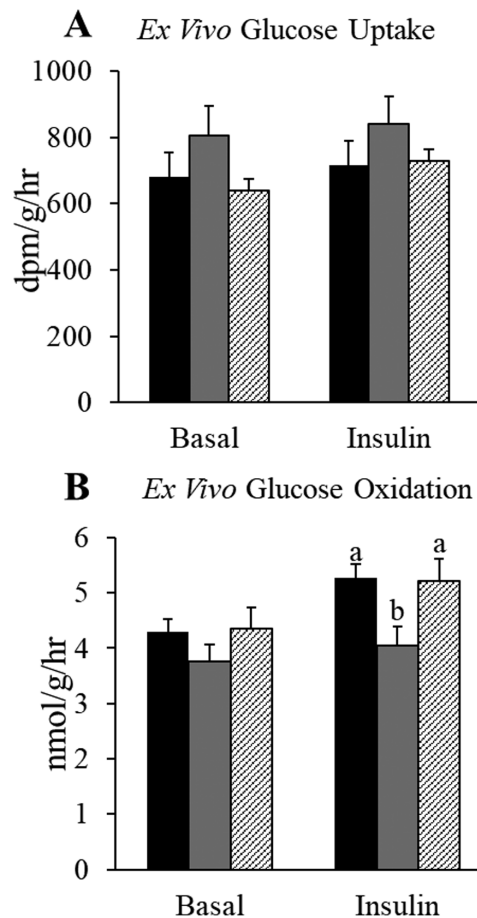 A Ex Vivo Glucose Uptake
1000
800
600
400
200
0
dpm/g/hr
Basal Insulin
B Ex Vivo Glucose Oxidation
6
5
4
3
2
1
0
nmol/g/hr
a b a
Basal Insulin